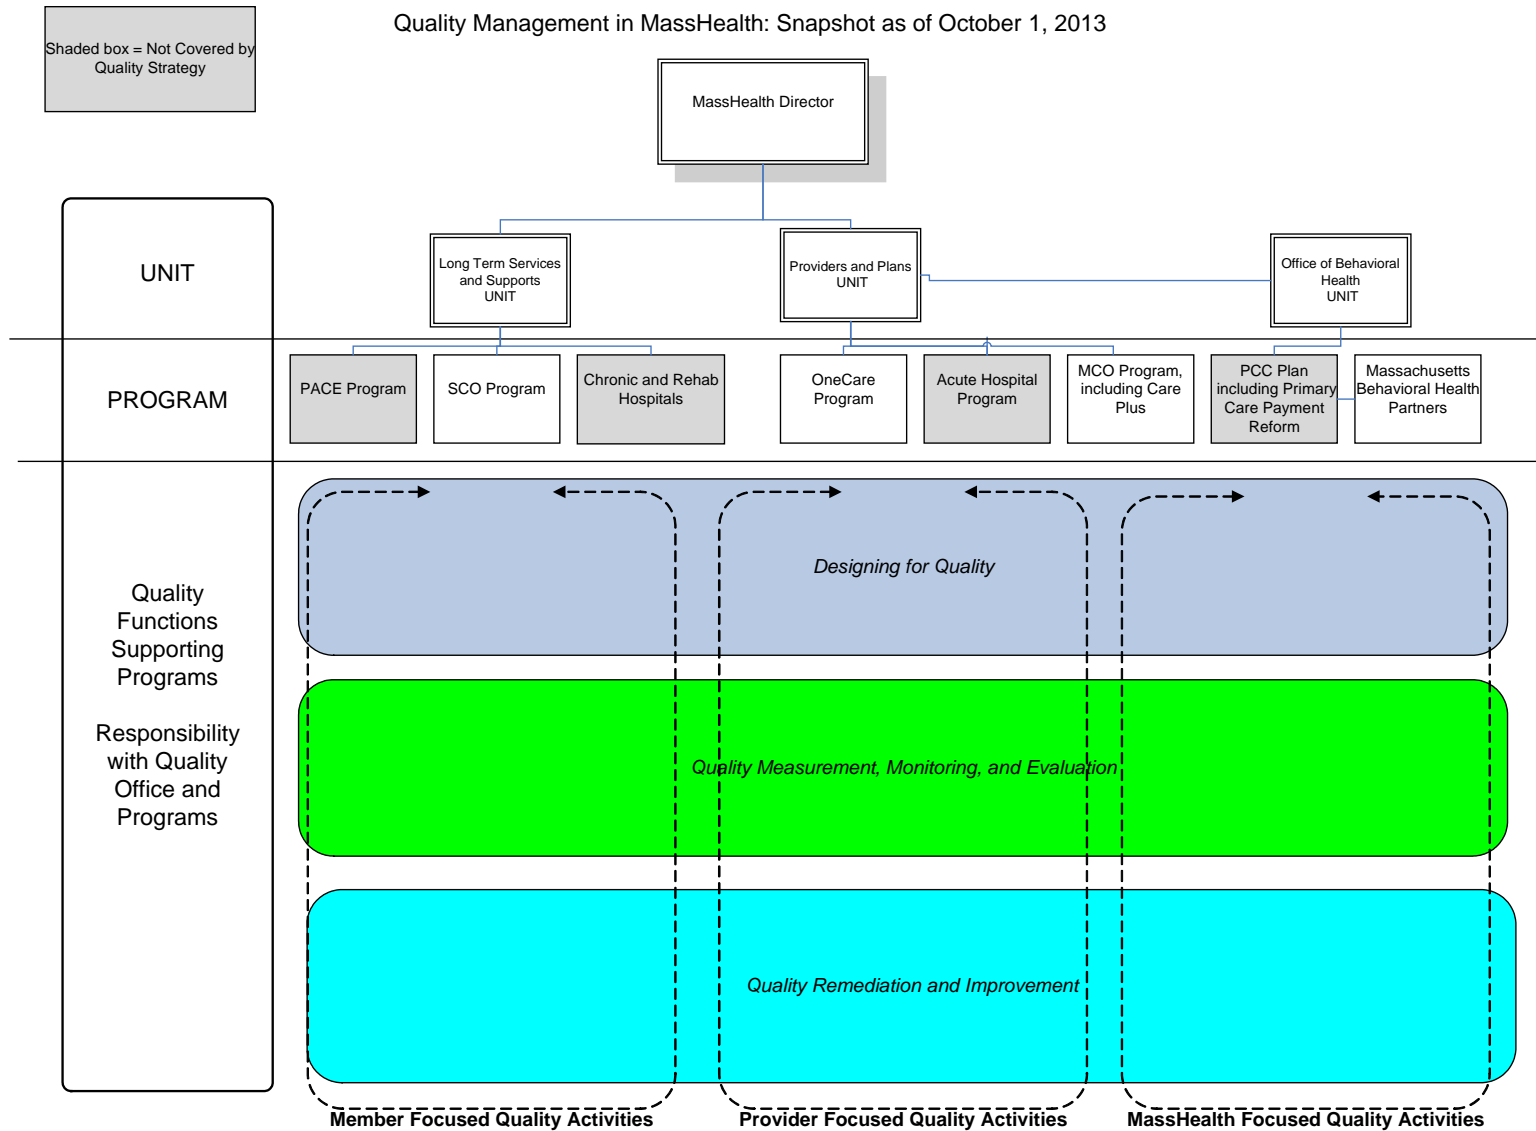 Quality Management in MassHealth: Snapshot as of October 1, 2013
Shaded box = Not Covered by
Quality Strategy
MassHealth Director
UNIT
Long Term Services
and Supports
UNIT
Providers and Plans
UNIT
Office of Behavioral
Health
UNIT
PROGRAM
PACE Program
SCO Program
Chronic and Rehab
Hospitals
OneCare
Program
Acute Hospital
Program
MCO Program,
including Care
Plus
PCC Plan
including Primary
Care Payment
Reform
Massachusetts
Behavioral Health
Partners
Quality
Functions
Supporting
Programs
Responsibility
with Quality
Office and
Programs
Designing for Quality
Quality Measurement, Monitoring, and Evaluation
Quality Remediation and Improvement
Member Focused Quality Activities
Provider Focused Quality Activities
MassHealth Focused Quality Activities